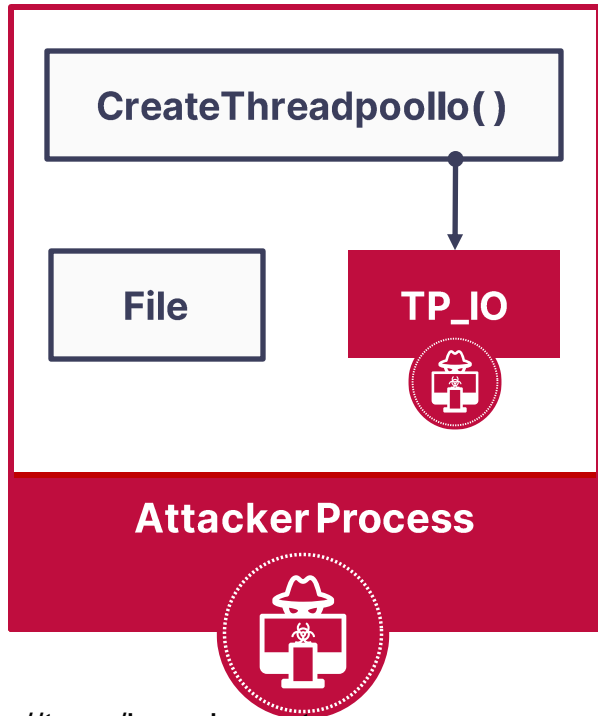 CreateThreadpoolIo( )
File
TP_IO
Attacker Process